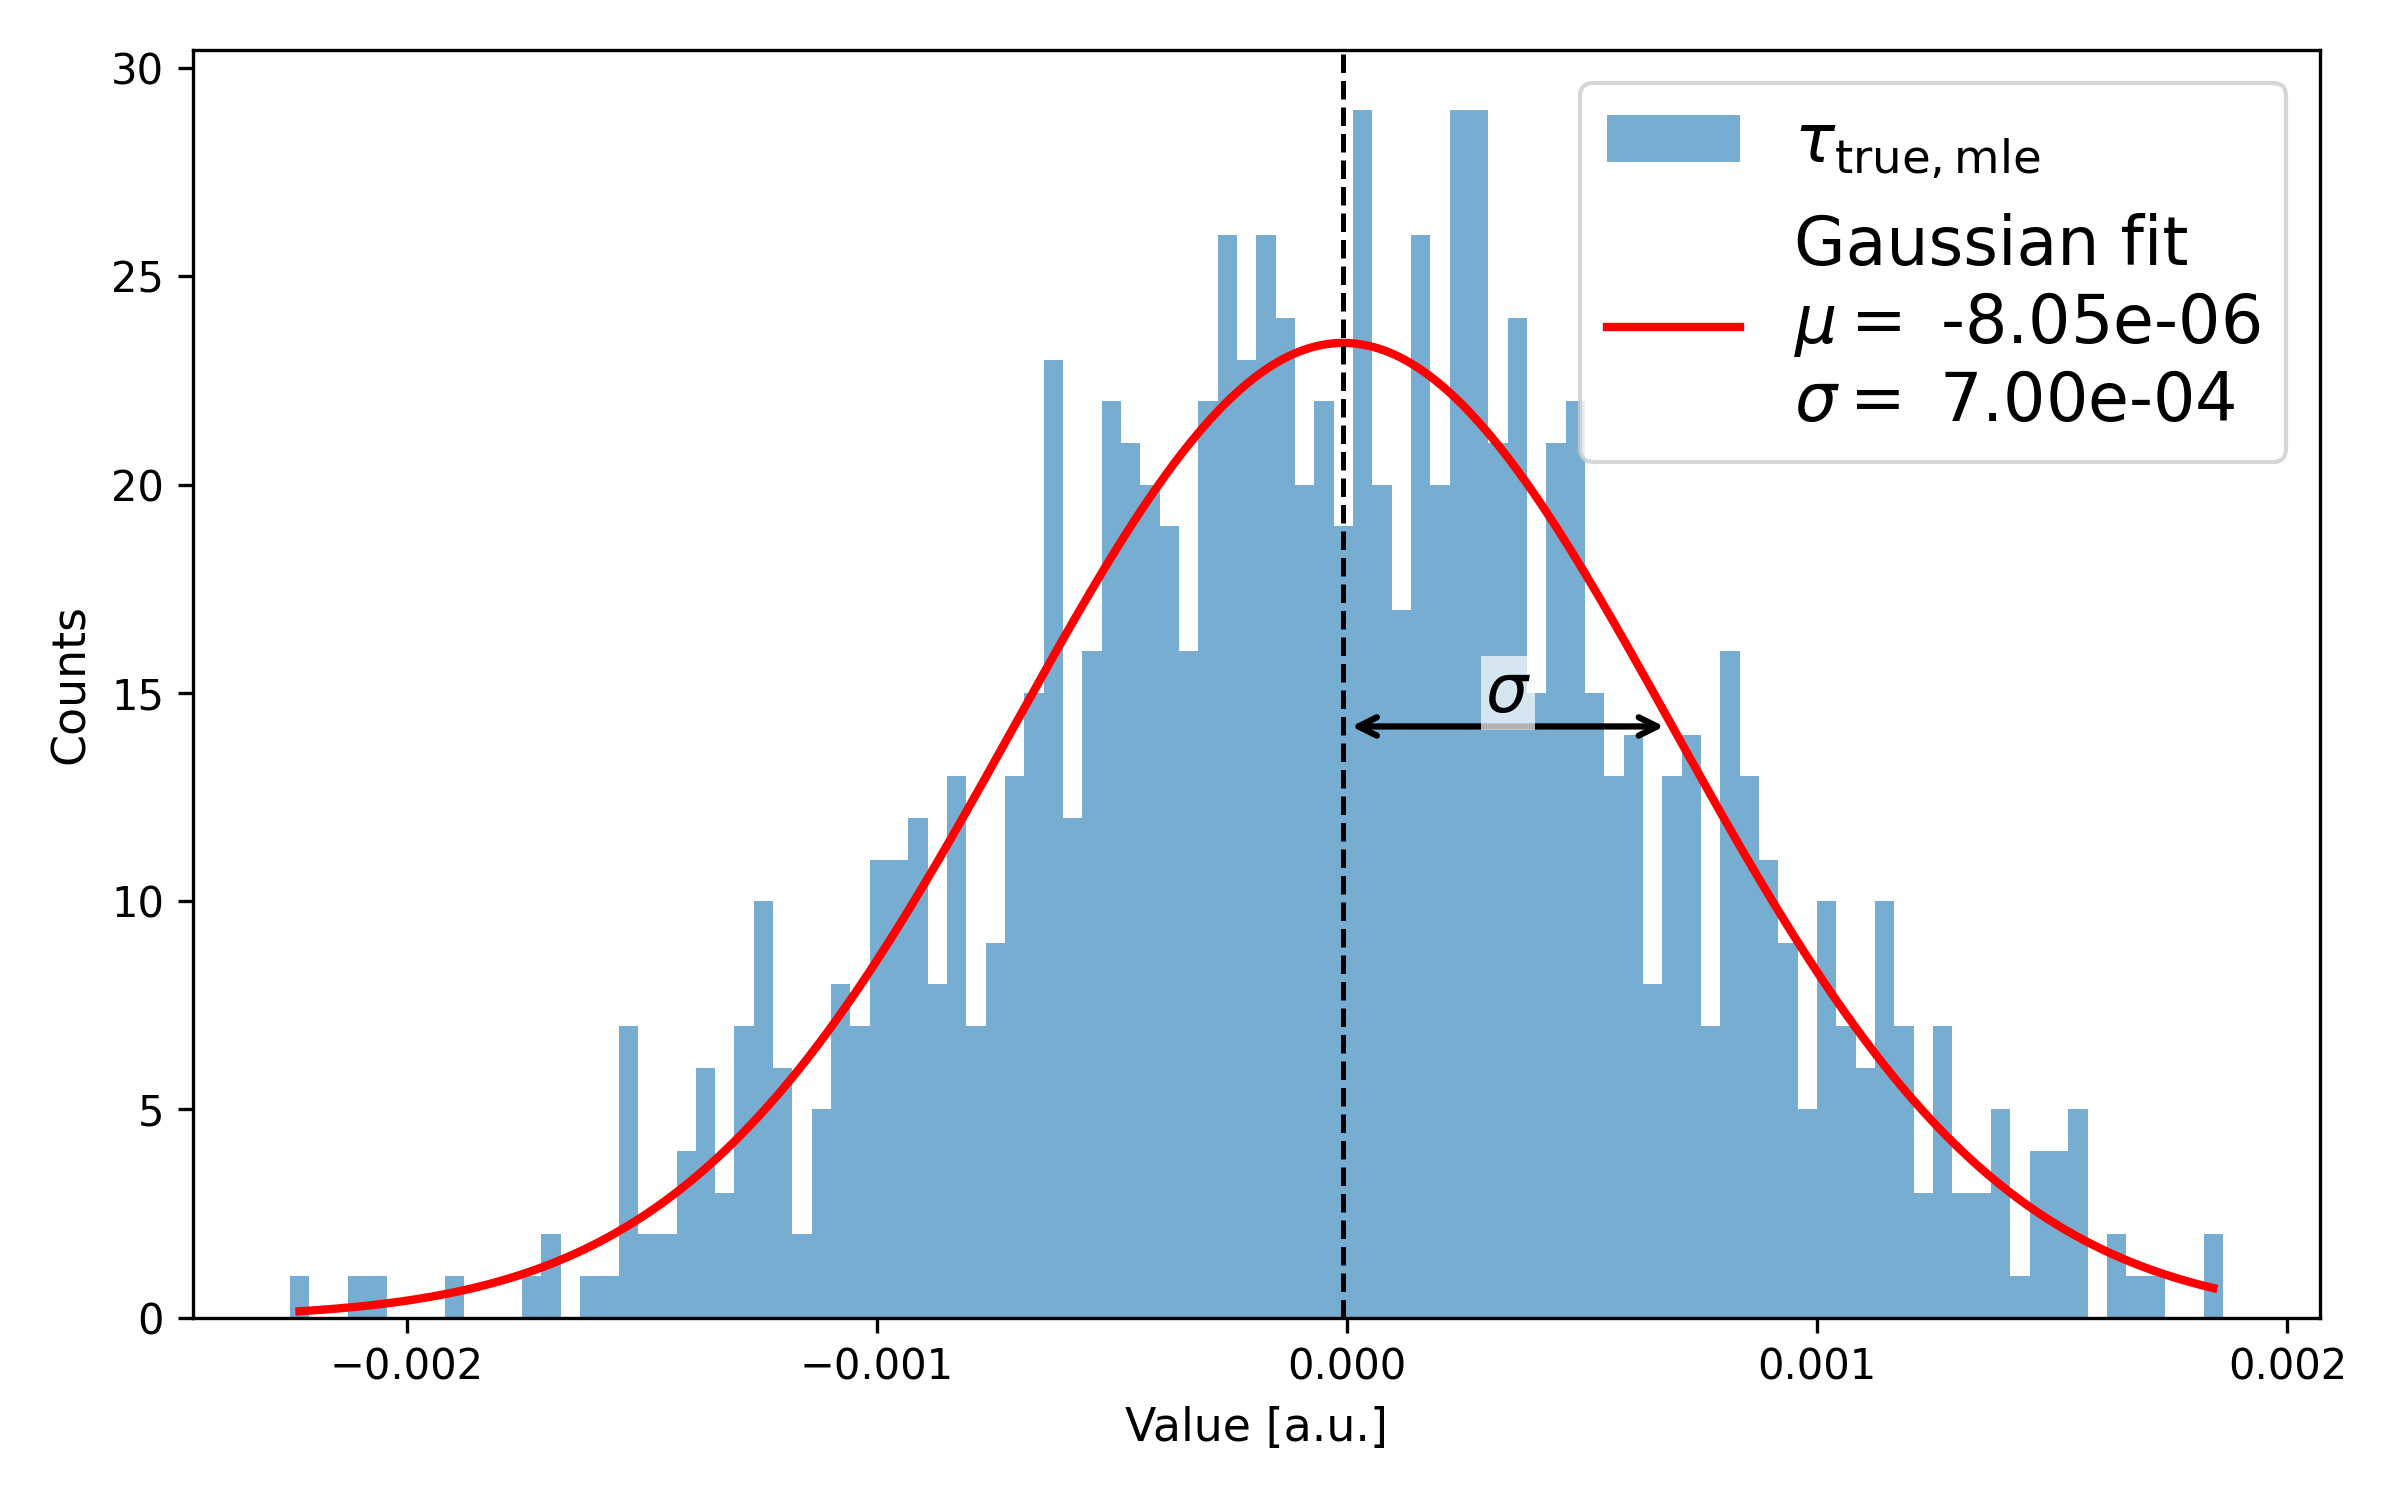 30
25
20
15
10
5
0
Counts
−0.002
−0.001
0.000
0.001
0.002
Value [a.u.]
τtrue, mle
Gaussian fit
μ = -8.05e-06
σ = 7.00e-04
σ